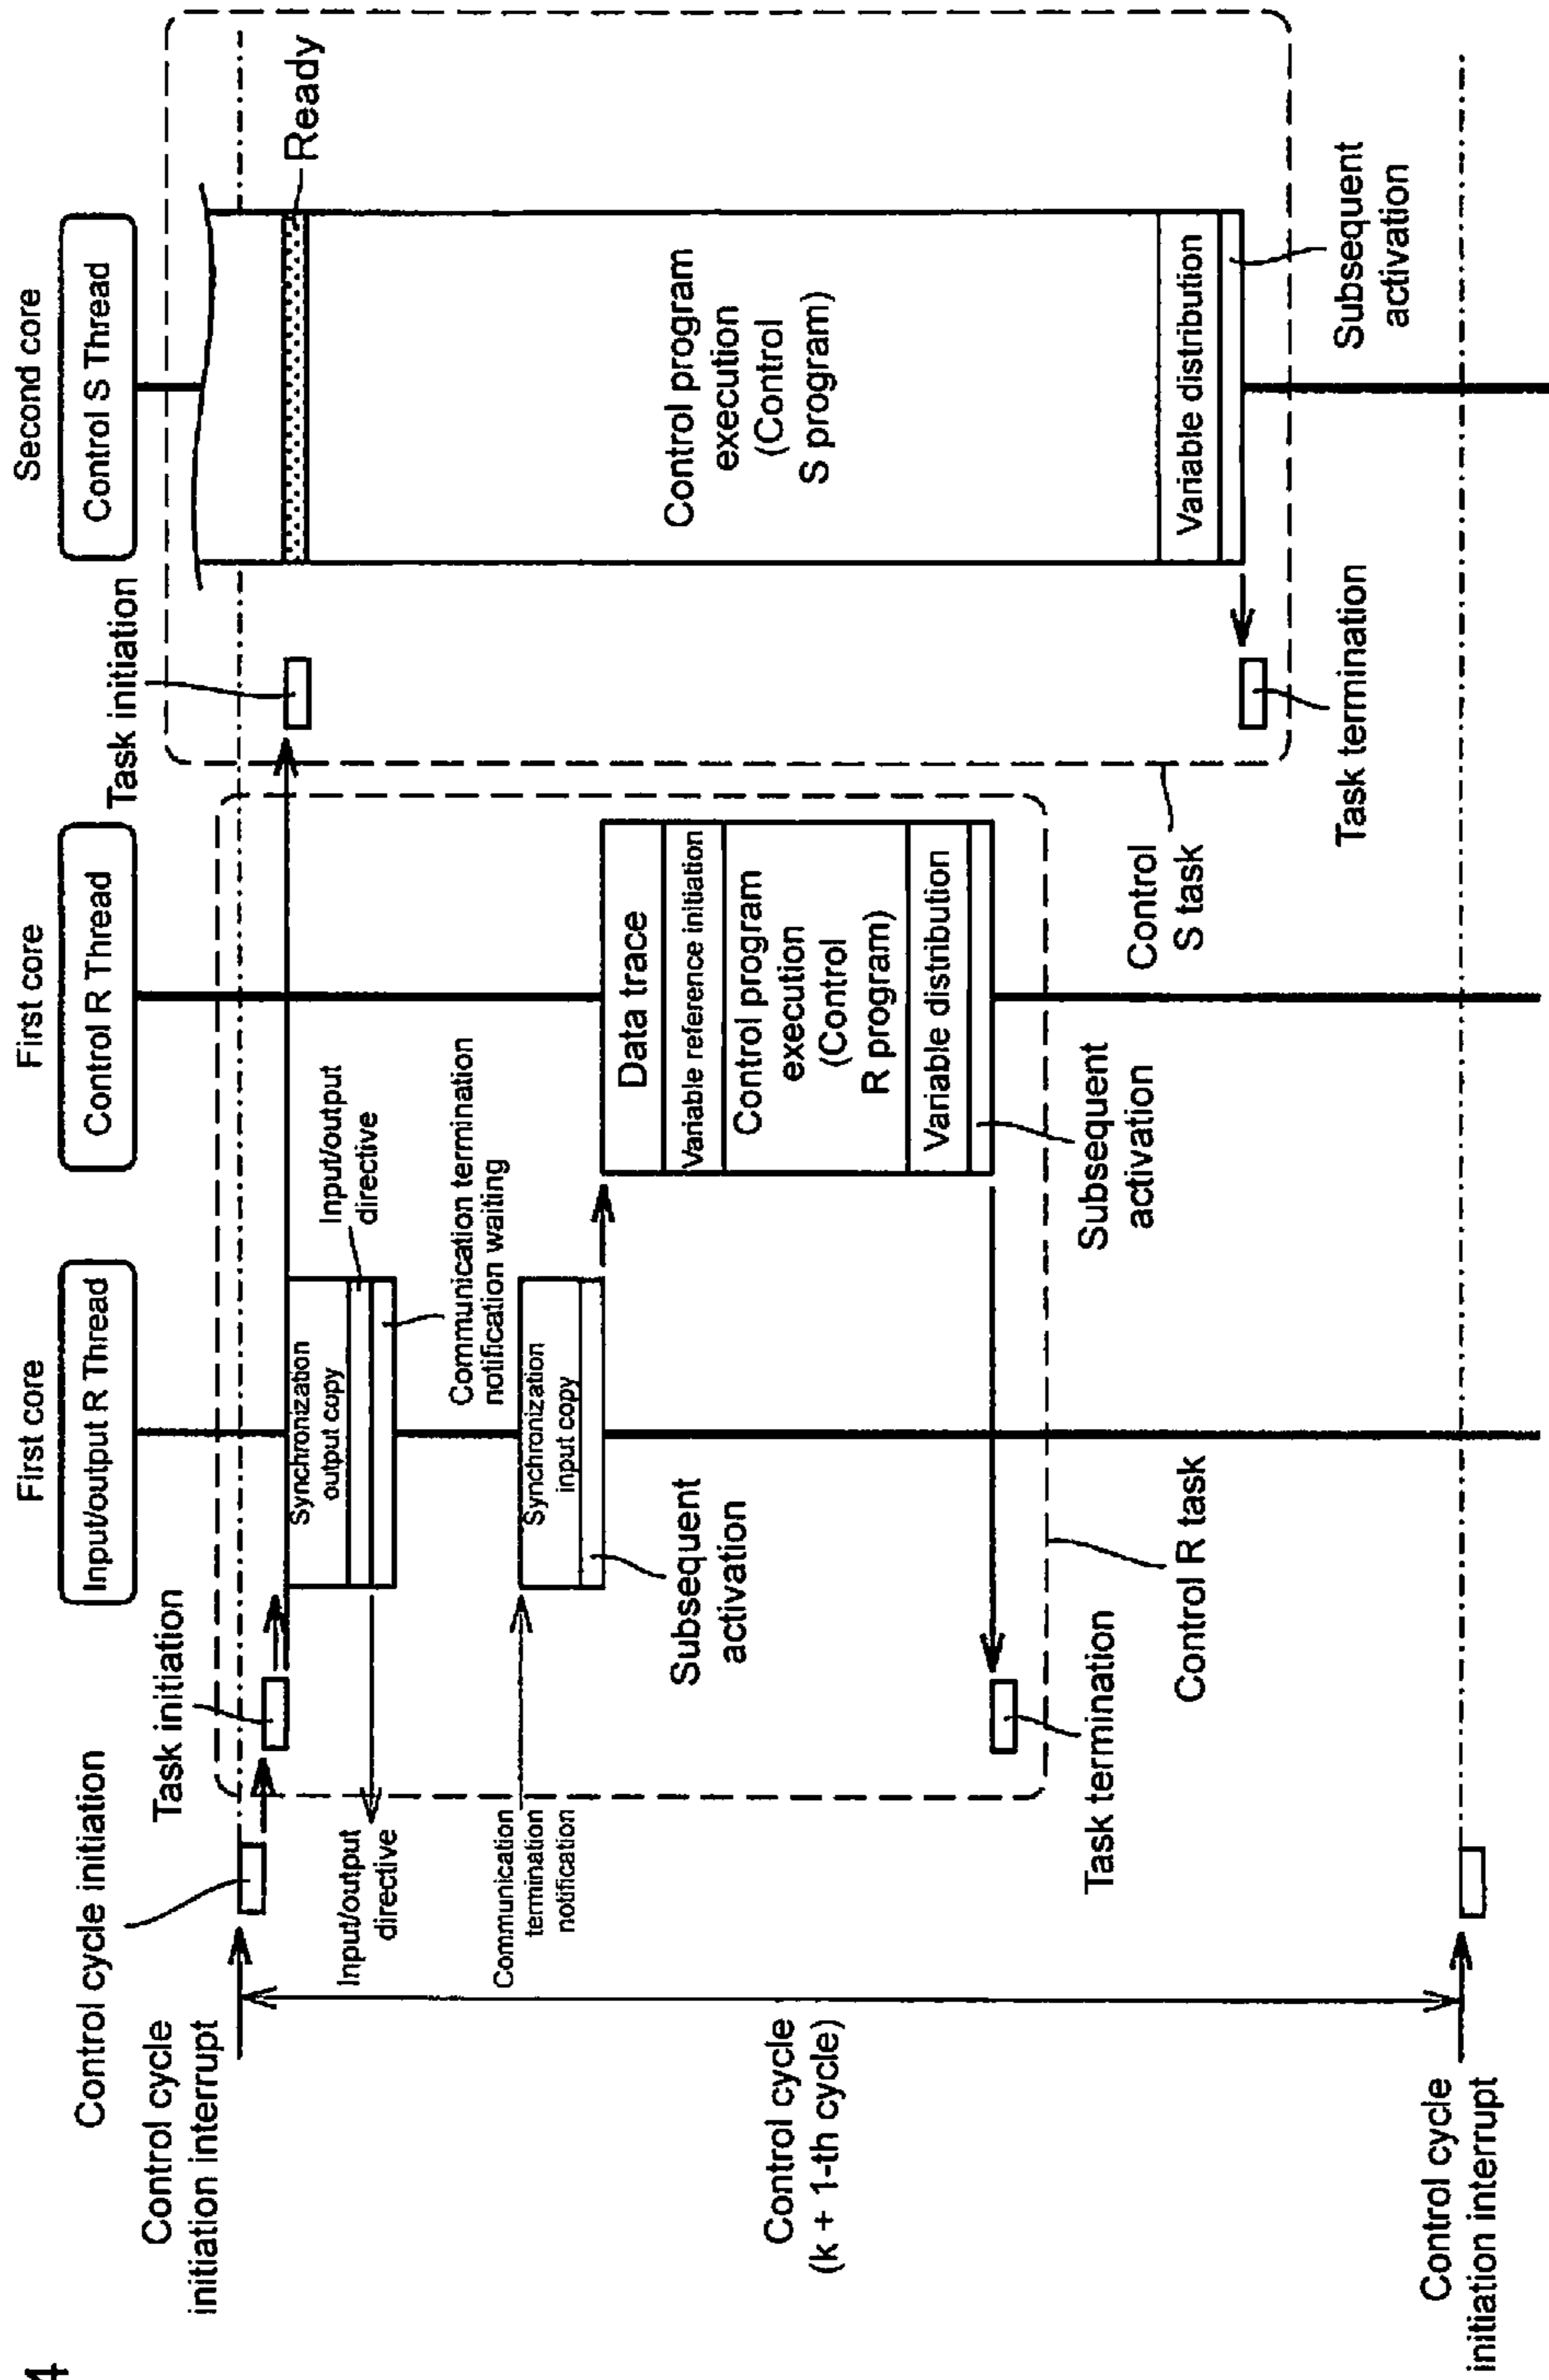 4
Control cycle
initiation interrupt
Control cycle initiation
Task initiation
First core
Input/output R Thread
First core
Control R Thread
Second core
Control S Thread
Task initiation
Ready
Synchronization
output copy
Input/output
directive
Communication termination
notification waiting
Input/output
directive
Communication
termination
notification
Synchronization
input copy
Subsequent
activation
Data trace
Variable reference initiation
Control program
execution
(Control
R program)
Variable distribution
Subsequent
activation
Control program
execution
(Control
S program)
Variable distribution
Subsequent
activation
Task termination
Control R task
Control
S task
Task termination
Control cycle
(k + 1-th cycle)
Control cycle
initiation interrupt